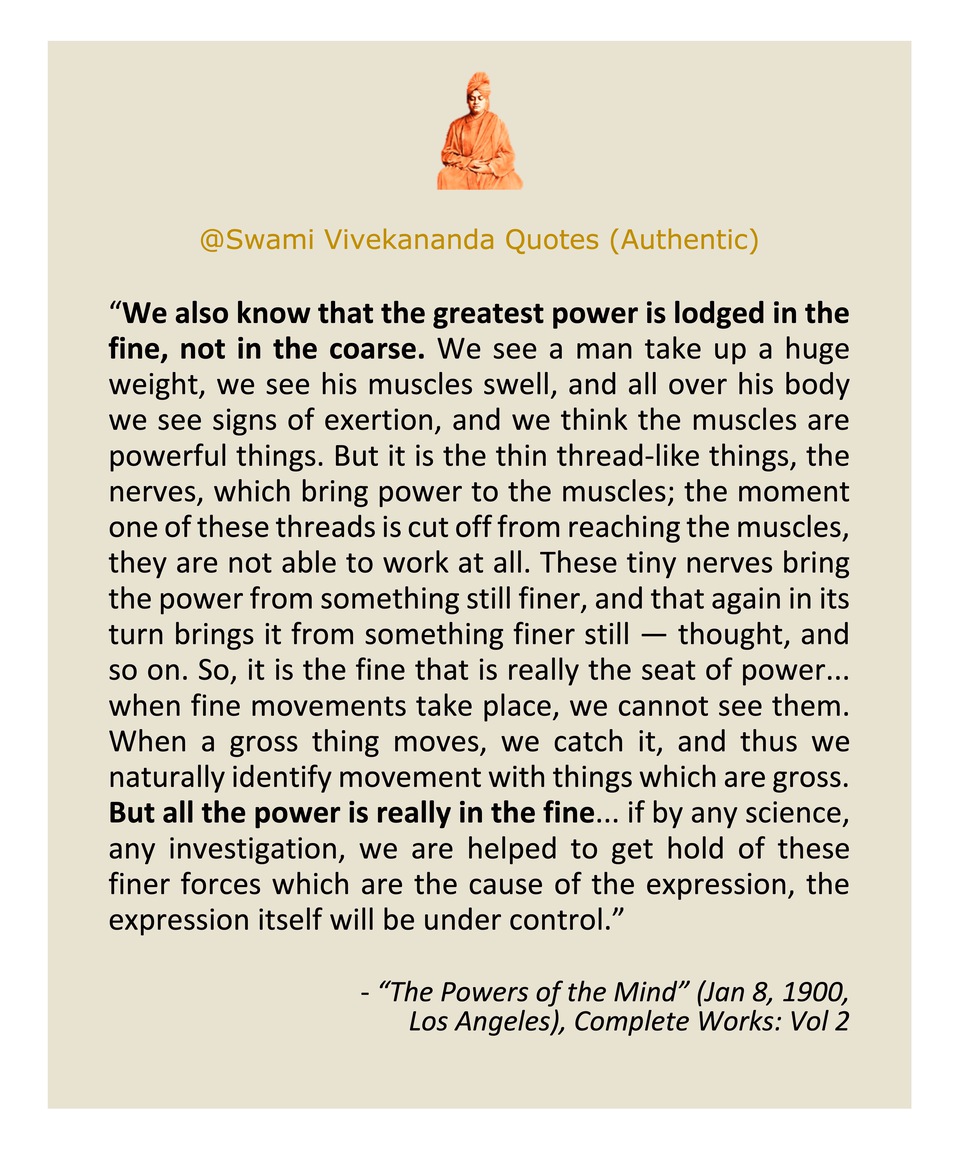 @Swami Vivekananda Quotes (Authentic)
“We also know that the greatest power is lodged in the
fine, not in the coarse. We see a man take up a huge
weight, we see his muscles swell, and all over his body
we see signs of exertion, and we think the muscles are
powerful things. But it is the thin thread-like things, the
nerves, which bring power to the muscles; the moment
one of these threads is cut off from reaching the muscles,
they are not able to work at all. These tiny nerves bring
the power from something still finer, and that again in its
turn brings it from something finer still — thought, and
so on. So, it is the fine that is really the seat of power...
when fine movements take place, we cannot see them.
When a gross thing moves, we catch it, and thus we
naturally identify movement with things which are gross.
But all the power is really in the fine... if by any science,
any investigation, we are helped to get hold of these
finer forces which are the cause of the expression, the
expression itself will be under control.”
- “The Powers of the Mind” (Jan 8, 1900,
Los Angeles), Complete Works: Vol 2